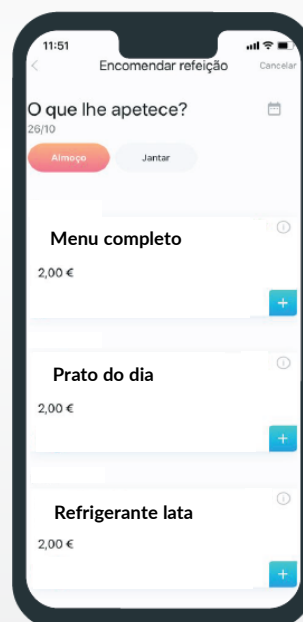 11:51
Encomendar refeição
Cancelar
O que lhe apetece?
26/10
Almoço
Jantar
Menu completo
2,00 €
Prato do dia
2,00 €
Refrigerante lata
2,00 €